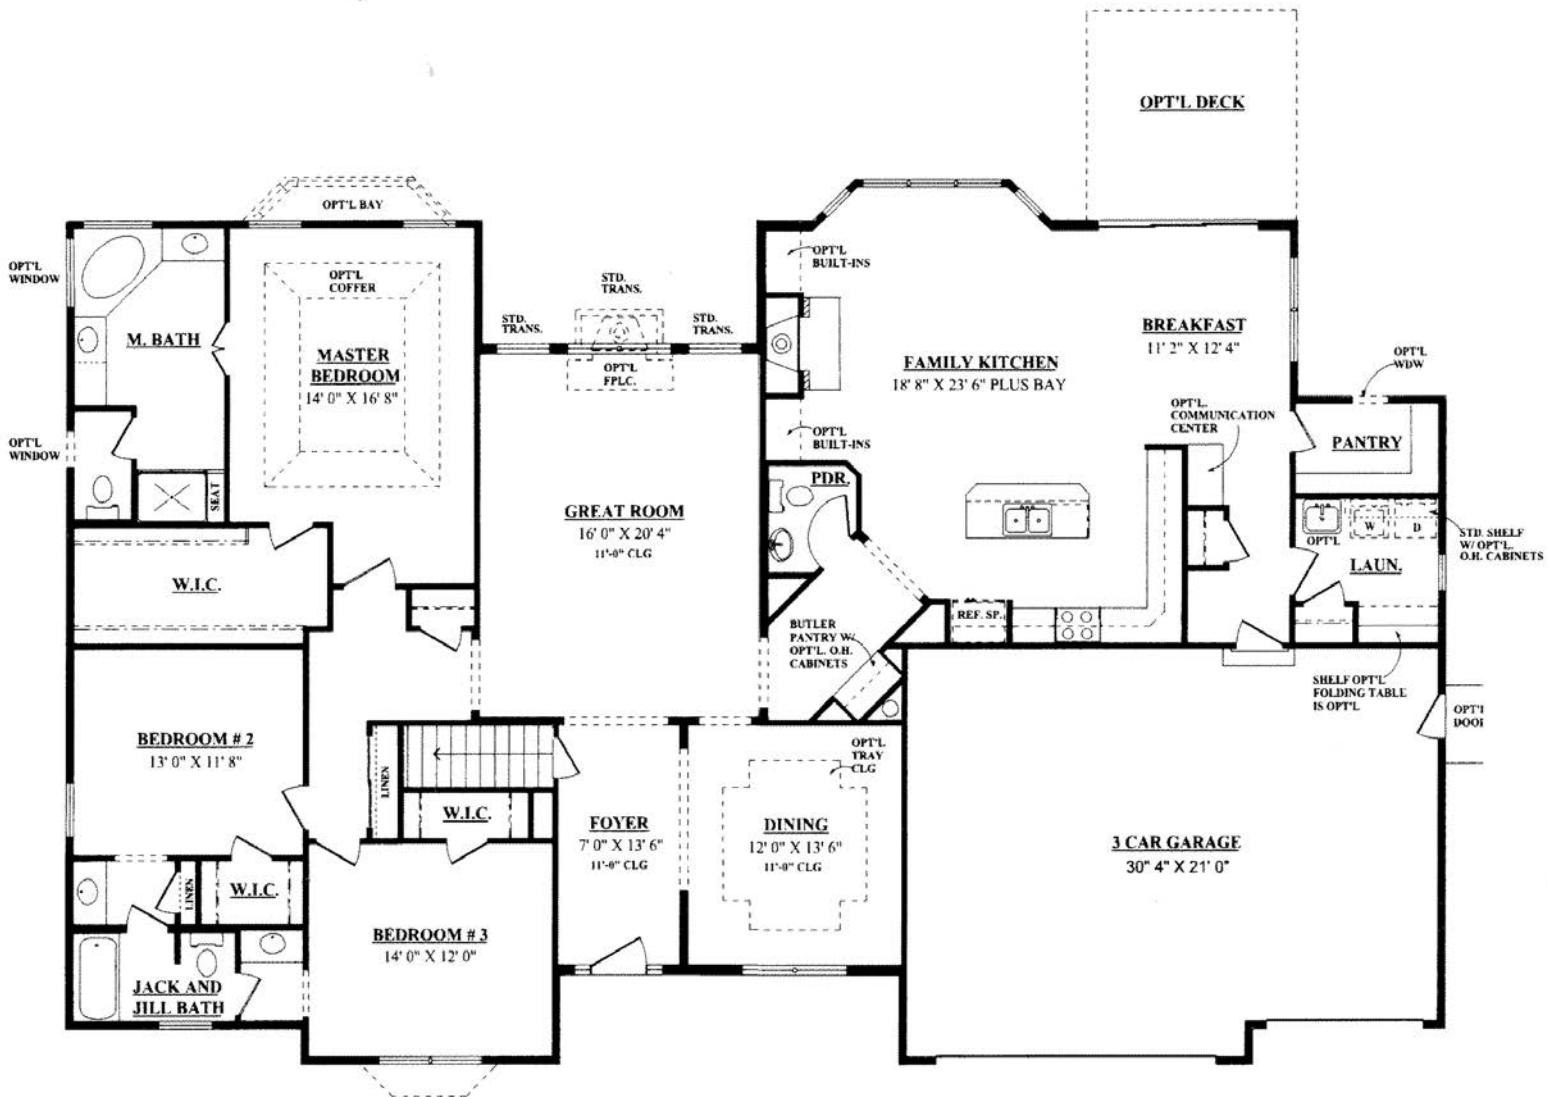 OPT'L DECK
OPT'L BAY
OPT'L
WINDOW
OPT'L
COFFER
M. BATH
MASTER
BEDROOM
14' 0" X 16' 8"
OPT'L
WINDOW
SEAT
STD.
TRANS.
STD.
TRANS.
STD.
TRANS.
OPT'L
FPLC.
GREAT ROOM
16' 0" X 20' 4"
11'-0" CLG
OPT'L
BUILT-INS
OPT'L
BUILT-INS
FAMILY KITCHEN
18' 8" X 23' 6" PLUS BAY
BREAKFAST
11' 2" X 12' 4"
OPT'L
WDW
OPT'L.
COMMUNICATION
CENTER
PANTRY
PDR.
OPT'L
W
D
STD. SHELF
W/ OPT'L.
O.H. CABINETS
LAUN.
W.I.C.
BUTLER
PANTRY W/
OPT'L. O.H.
CABINETS
REF. SP.
SHELF OPT'L
FOLDING TABLE
IS OPT'L
BEDROOM # 2
13' 0" X 11' 8"
LINEN
W.I.C.
FOYER
7' 0" X 13' 6"
11'-0" CLG
OPT'L
TRAY
CLG
DINING
12' 0" X 13' 6"
11'-0" CLG
3 CAR GARAGE
30' 4" X 21' 0"
LINEN
W.I.C.
BEDROOM # 3
14' 0" X 12' 0"
JACK AND
JILL BATH